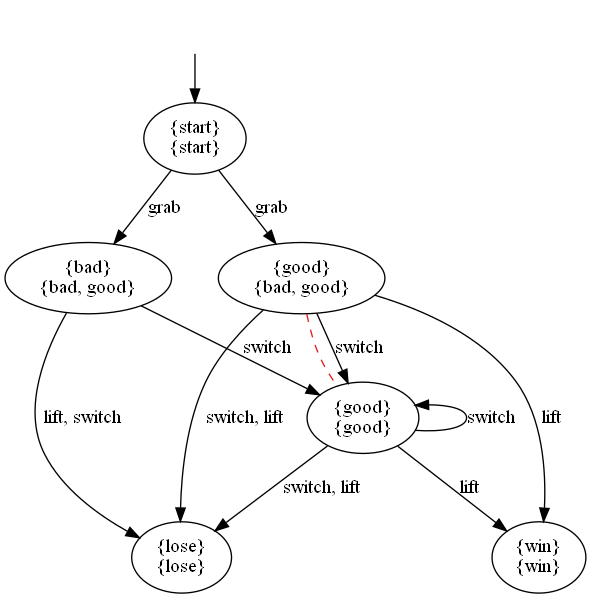 {start}
{start}
grab
grab
{bad}
{bad, good}
{good}
{bad, good}
switch
switch
{good}
{good}
switch
lift, switch
switch, lift
lift
switch, lift
lift
{lose}
{lose}
{win}
{win}